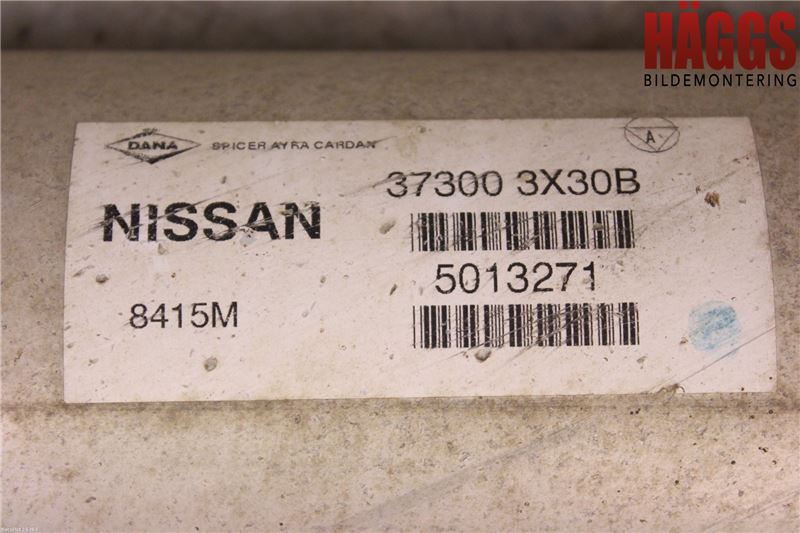 HÄGGS
BILDEMONTERING
DANA SPICER AYRA CARDAN
A
37300 3X30B
NISSAN
5013271
8415M